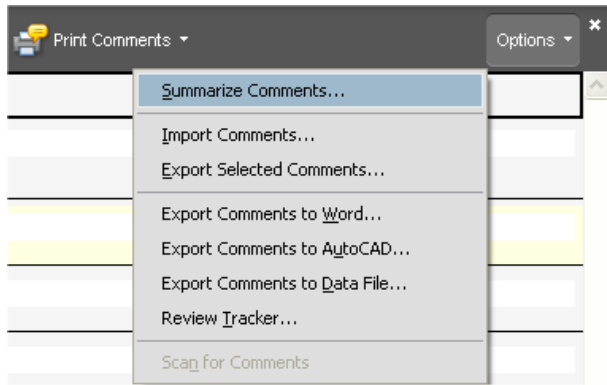 Print Comments
Options
Summarize Comments...
Import Comments...
Export Selected Comments...
Export Comments to Word...
Export Comments to AutoCAD...
Export Comments to Data File...
Review Tracker...
Scan for Comments